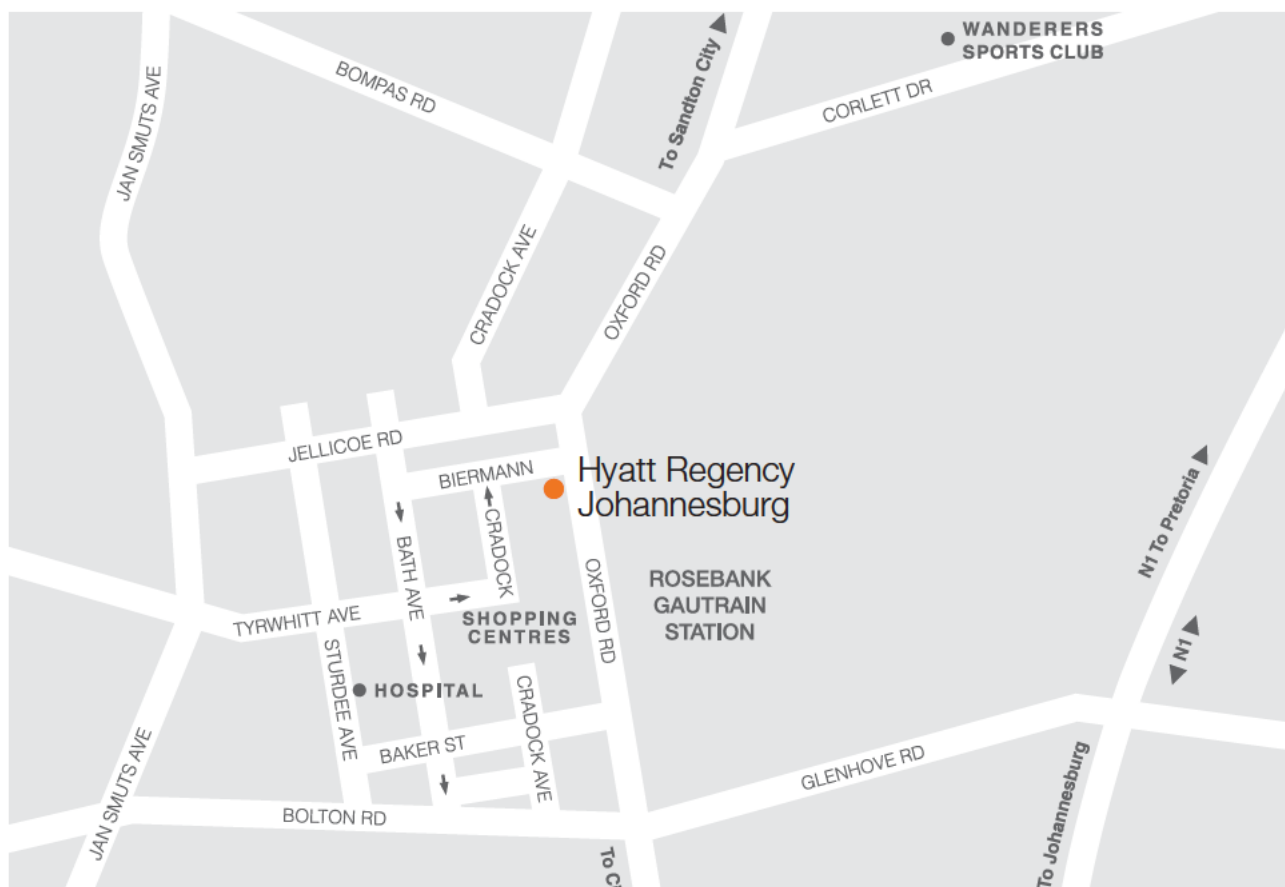 WANDERERS
SPORTS CLUB
BOMPAS RD
To Sandton City
CORLETT DR
JAN SMUTS AVE
CRADOCK AVE
OXFORD RD
JELLICOE RD
BIERMANN
Hyatt Regency
Johannesburg
CRADOCK
BATH AVE
N1 To Pretoria
OXFORD RD
ROSEBANK
GAUTRAIN
STATION
TYRWHITT AVE
SHOPPING
CENTRES
N1
STURDEE AVE
HOSPITAL
CRADOCK AVE
BAKER ST
GLENHOVE RD
JAN SMUTS AVE
BOLTON RD
To Johannesburg
To